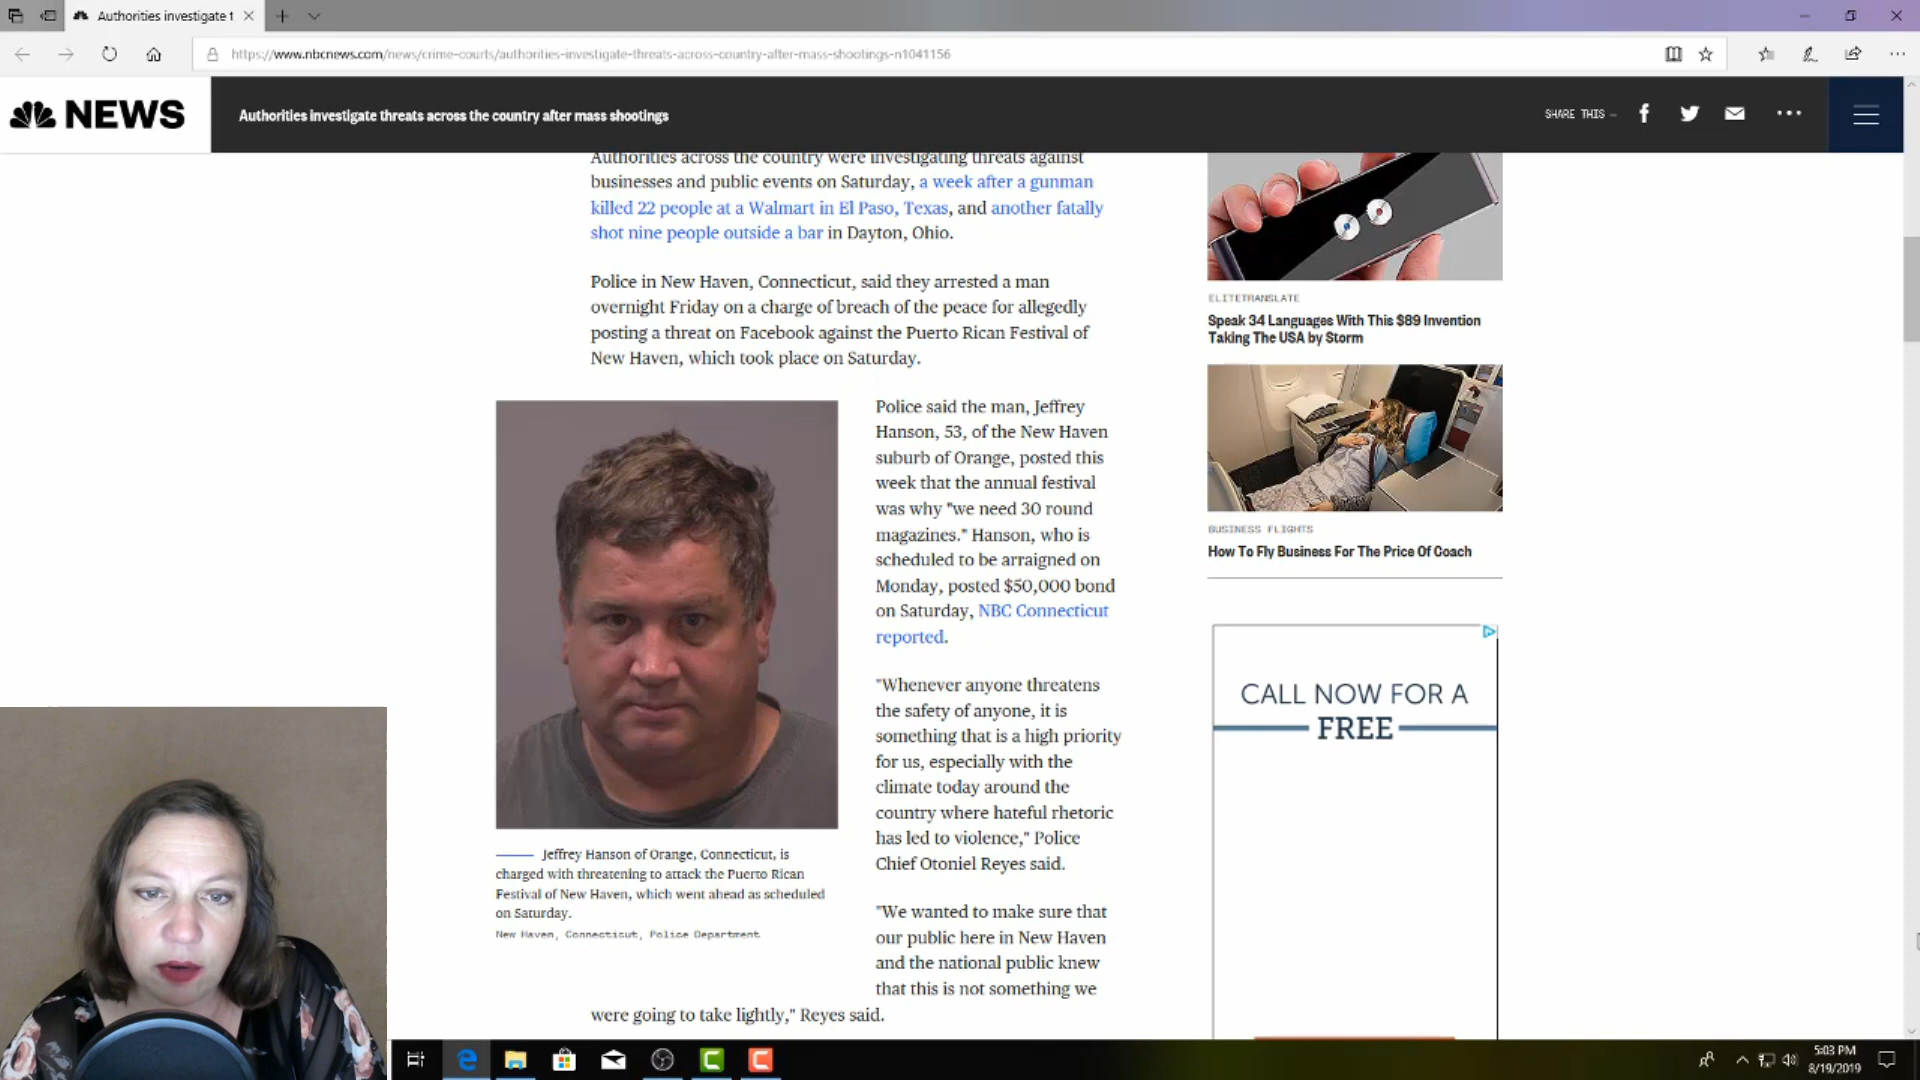 Authorities investigate t
https://www.nbcnews.com/news/crime-courts/authorities-investigate-threats-across-country-after-mass-shootings-n1041156
NEWS
Authorities investigate threats across the country after mass shootings
SHARE THIS —
Authorities across the country were investigating threats against
businesses and public events on Saturday, a week after a gunman
killed 22 people at a Walmart in El Paso, Texas, and another fatally
shot nine people outside a bar in Dayton, Ohio.
Police in New Haven, Connecticut, said they arrested a man
overnight Friday on a charge of breach of the peace for allegedly
posting a threat on Facebook against the Puerto Rican Festival of
New Haven, which took place on Saturday.
Police said the man, Jeffrey
Hanson, 53, of the New Haven
suburb of Orange, posted this
week that the annual festival
was why "we need 30 round
magazines." Hanson, who is
scheduled to be arraigned on
Monday, posted $50,000 bond
on Saturday, NBC Connecticut
reported.
"Whenever anyone threatens
the safety of anyone, it is
something that is a high priority
for us, especially with the
climate today around the
country where hateful rhetoric
has led to violence," Police
Chief Otoniel Reyes said.
"We wanted to make sure that
our public here in New Haven
and the national public knew
that this is not something we
were going to take lightly," Reyes said.
Jeffrey Hanson of Orange, Connecticut, is
charged with threatening to attack the Puerto Rican
Festival of New Haven, which went ahead as scheduled
on Saturday.
New Haven, Connecticut, Police Department
ELITETRANSLATE
Speak 34 Languages With This $89 Invention
Taking The USA by Storm
BUSINESS FLIGHTS
How To Fly Business For The Price Of Coach
CALL NOW FOR A
FREE
5:03 PM
8/19/2019